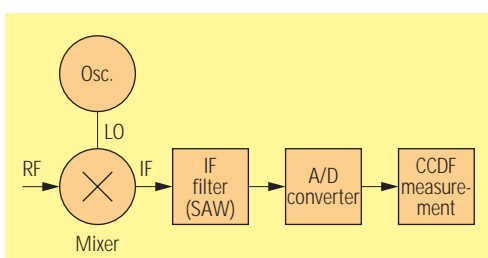 Osc.
LO
RF
IF
Mixer
IF
filter
(SAW)
A/D
converter
CCDF
measure-
ment